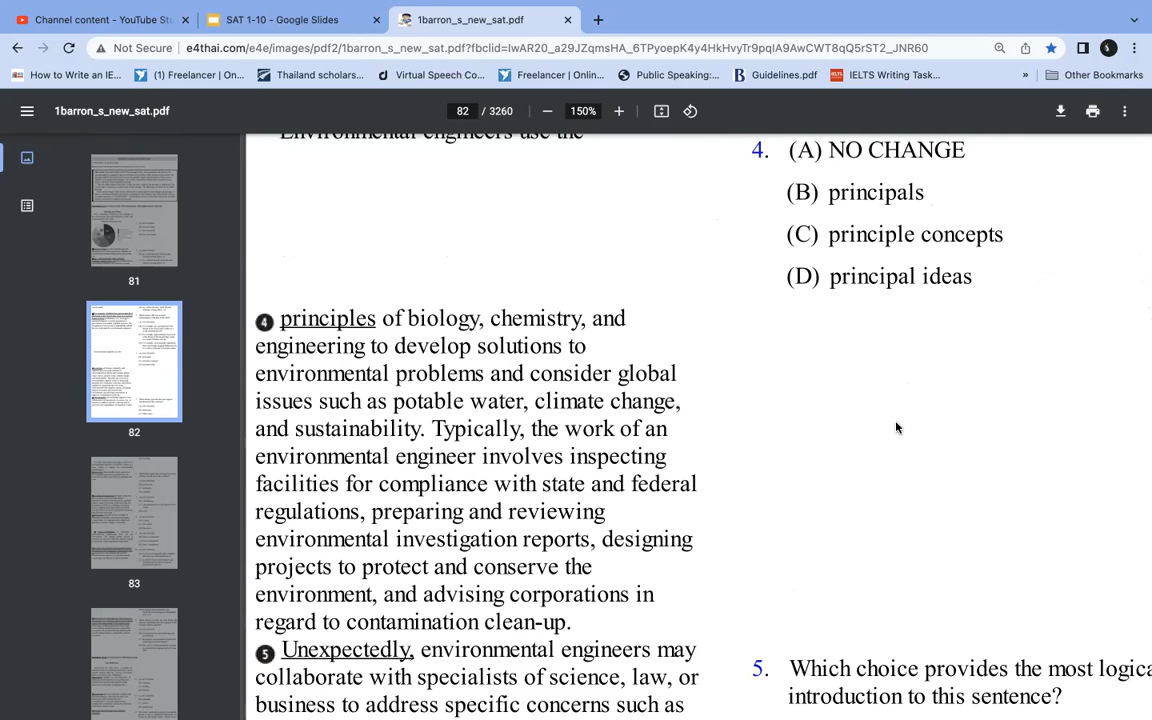 Channel content - YouTube St
SAT 1-10 - Google Slides
1barron_s_new_sat.pdf
Not Secure
e4thai.com/e4e/images/pdf2/1barron_s_new_sat.pdf?fbclid=IwAR20_a29JZqmsHA_6TPyoepK4y4HkHvyTr9pqlA9AwCWT8qQ5rST2_JNR60
How to Write an IE...
(1) Freelancer | On...
Thailand scholars...
Virtual Speech Co...
Freelancer | Onlin...
Public Speaking:...
Guidelines.pdf
IELTS Writing Task...
»
Other Bookmarks
1barron_s_new_sat.pdf
82 / 3260
150%
81
82
83
Environmental engineers use the
4 principles of biology, chemistry, and
engineering to develop solutions to
environmental problems and consider global
issues such as potable water, climate change,
and sustainability. Typically, the work of an
environmental engineer involves inspecting
facilities for compliance with state and federal
regulations, preparing and reviewing
environmental investigation reports, designing
projects to protect and conserve the
environment, and advising corporations in
regard to contamination clean-up.
5 Unexpectedly, environmental engineers may
collaborate with specialists of science, law, or
business to address specific concerns such as
4. (A) NO CHANGE
(B) principals
(C) principle concepts
(D) principal ideas
5. Which choice provides the most logica
introduction to this sentence?